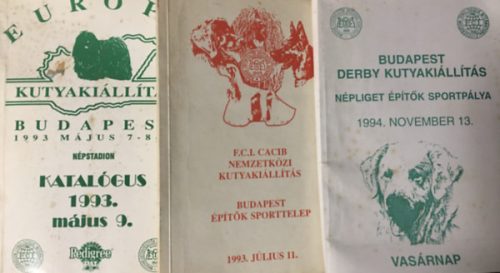 EUROP
KUTYAKIÁLLÍTÁ
BUDAPES
1993 MÁJUS 7-8
NÉPSTADION
KATALÓGUS
1993.
május 9.
Pedigree
PAL
F.C.I. CACIB
NEMZETKÖZI
KUTYAKIÁLLÍTÁS
BUDAPEST
ÉPÍTŐK SPORTTELEP
1993. JÚLIUS 11.
BUDAPEST
DERBY KUTYAKIÁLLÍTÁS
NÉPLIGET ÉPÍTŐK SPORTPÁLYA
1994. NOVEMBER 13.
VASÁRNAP